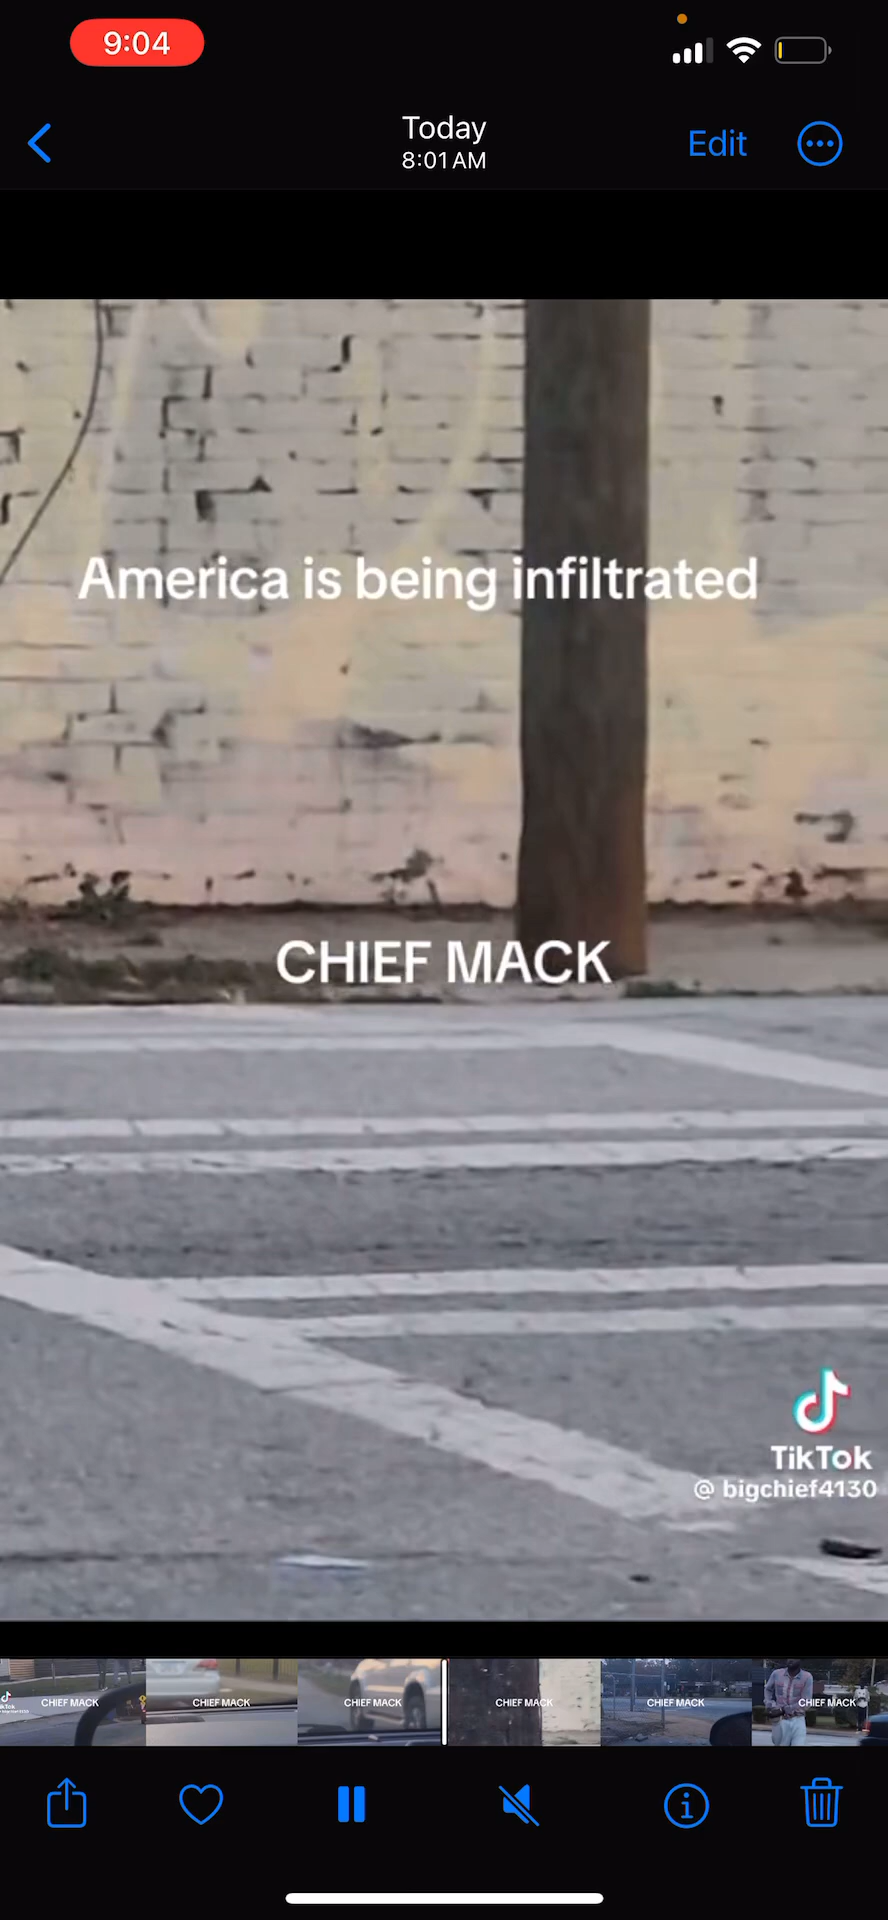 9:04
Today
8:01 AM
Edit
America is being infiltrated
CHIEF MACK
TikTok
@ bigchief4130
CHIEF MACK
CHIEF MACK
CHIEF MACK
CHIEF MACK
CHIEF MACK
CHIEF MACK